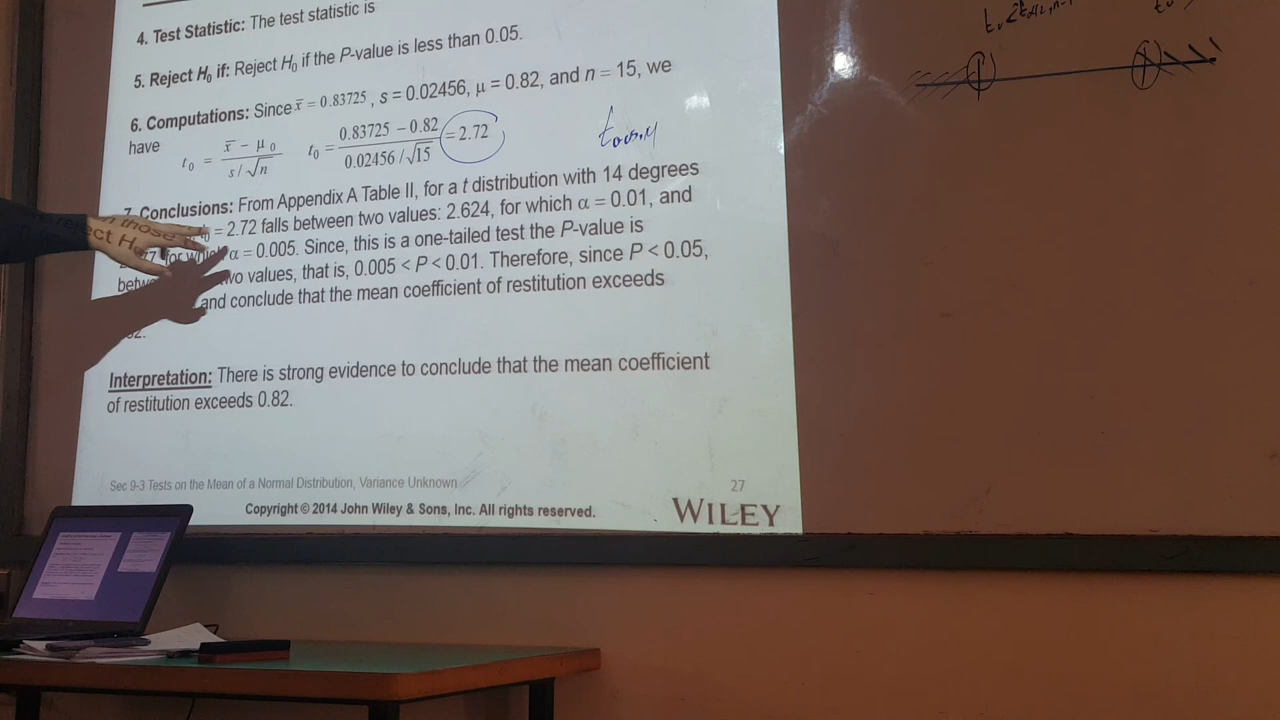 4. Test Statistic: The test statistic is
5. Reject H₀ if: Reject H₀ if the P-value is less than 0.05.
6. Computations: Since x̄ = 0.83725 , s = 0.02456, μ = 0.82, and n = 15, we
have
t₀ = (x̄ − μ₀) / (s/√n) t₀ = (0.83725 − 0.82) / (0.02456/√15) = 2.72
7. Conclusions: From Appendix A Table II, for a t distribution with 14 degrees
= 2.72 falls between two values: 2.624, for which α = 0.01, and
α = 0.005. Since, this is a one-tailed test the P-value is
two values, that is, 0.005 < P < 0.01. Therefore, since P < 0.05,
and conclude that the mean coefficient of restitution exceeds
Interpretation: There is strong evidence to conclude that the mean coefficient
of restitution exceeds 0.82.
Sec 9-3 Tests on the Mean of a Normal Distribution, Variance Unknown
27
Copyright © 2014 John Wiley & Sons, Inc. All rights reserved.
WILEY